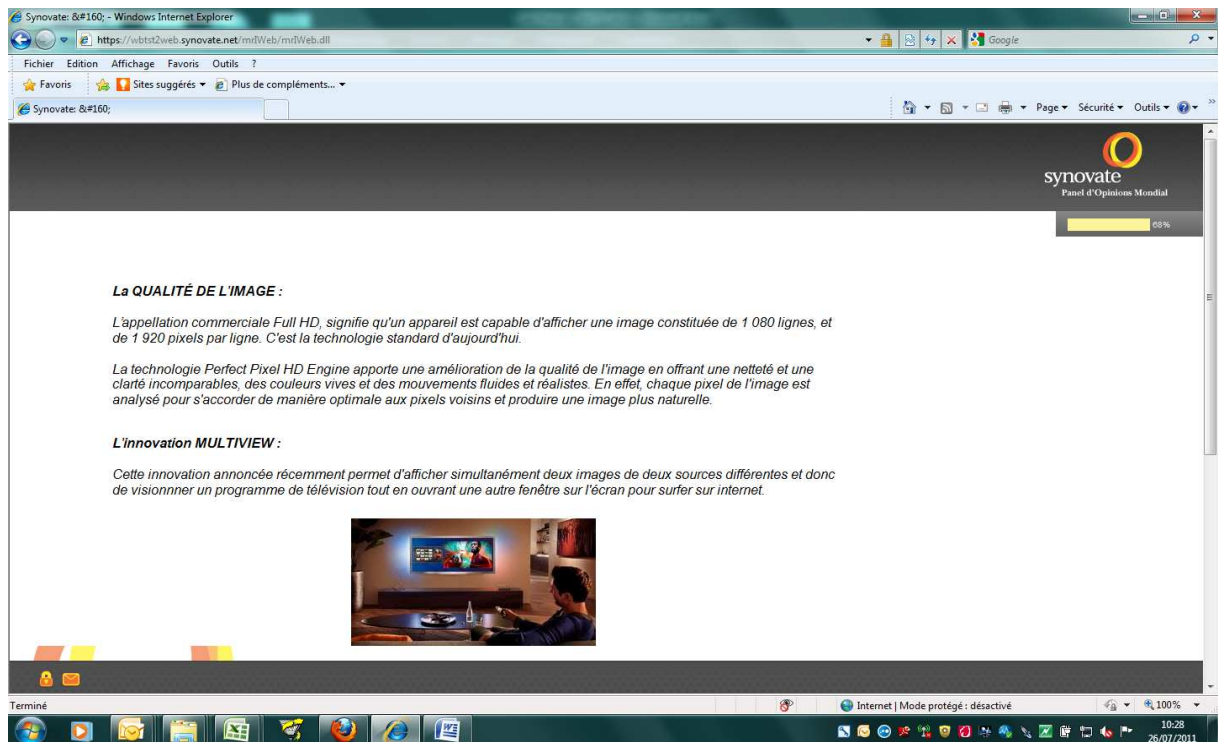 Synovate: &#160; - Windows Internet Explorer
https://wbtst2web.synovate.net/mrIWeb/mrIWeb.dll
Google
Fichier Edition Affichage Favoris Outils ?
Favoris Sites suggérés Plus de compléments...
Synovate: &#160;
Page Sécurité Outils
synovate
Panel d'Opinions Mondial
68%
La QUALITÉ DE L'IMAGE :
L'appellation commerciale Full HD, signifie qu'un appareil est capable d'afficher une image constituée de 1 080 lignes, et
de 1 920 pixels par ligne. C'est la technologie standard d'aujourd'hui.
La technologie Perfect Pixel HD Engine apporte une amélioration de la qualité de l'image en offrant une netteté et une
clarté incomparables, des couleurs vives et des mouvements fluides et réalistes. En effet, chaque pixel de l'image est
analysé pour s'accorder de manière optimale aux pixels voisins et produire une image plus naturelle.
L'innovation MULTIVIEW :
Cette innovation annoncée récemment permet d'afficher simultanément deux images de deux sources différentes et donc
de visionnner un programme de télévision tout en ouvrant une autre fenêtre sur l'écran pour surfer sur internet.
Terminé
Internet | Mode protégé : désactivé
100%
10:28
26/07/2011